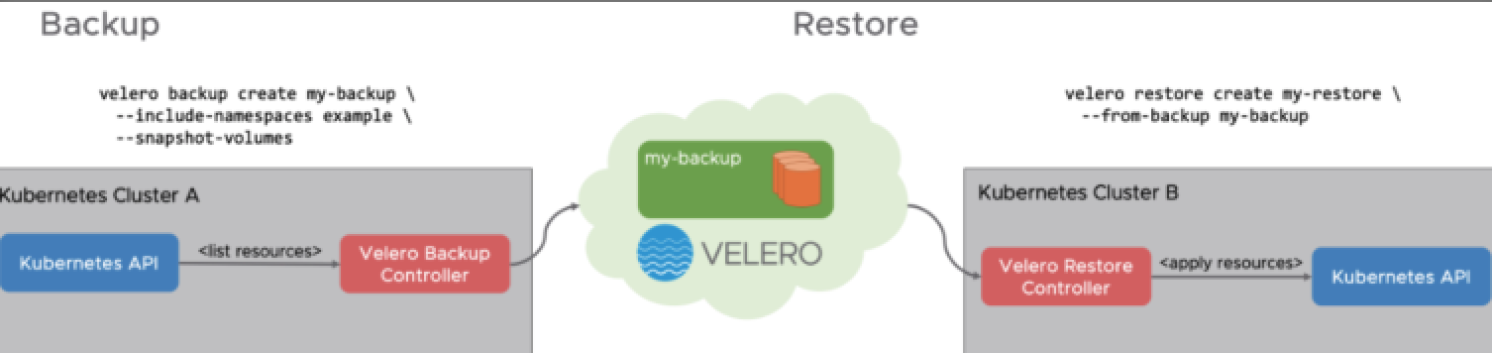 Backup
velero backup create my-backup \
--include-namespaces example \
--snapshot-volumes
Kubernetes Cluster A
Kubernetes API
<list resources>
Velero Backup
Controller
my-backup
VELERO
Restore
velero restore create my-restore \
--from-backup my-backup
Kubernetes Cluster B
Velero Restore
Controller
<apply resources>
Kubernetes API